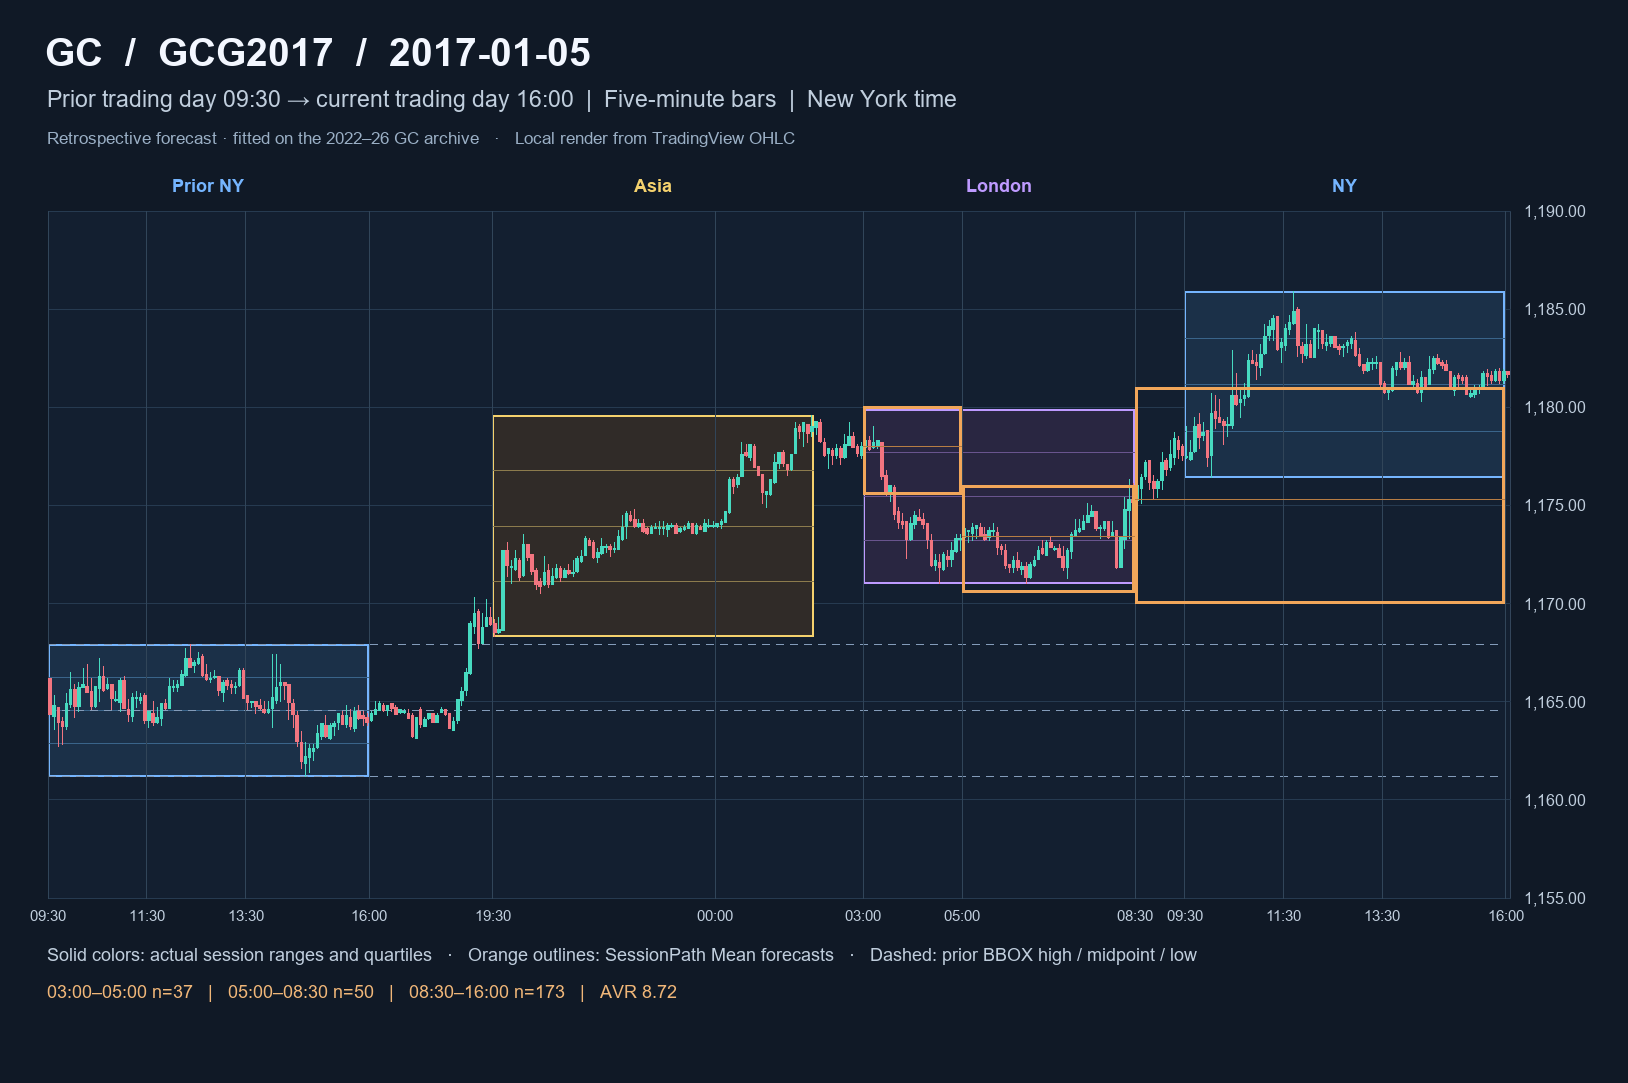 GC / GCG2017 / 2017-01-05
Prior trading day 09:30 → current trading day 16:00 | Five-minute bars | New York time
Retrospective forecast · fitted on the 2022–26 GC archive · Local render from TradingView OHLC
Prior NY Asia London NY
1,190.00
1,185.00
1,180.00
1,175.00
1,170.00
1,165.00
1,160.00
1,155.00
09:30 11:30 13:30 16:00 19:30 00:00 03:00 05:00 08:30 09:30 11:30 13:30 16:00
Solid colors: actual session ranges and quartiles · Orange outlines: SessionPath Mean forecasts · Dashed: prior BBOX high / midpoint / low
03:00–05:00 n=37 | 05:00–08:30 n=50 | 08:30–16:00 n=173 | AVR 8.72